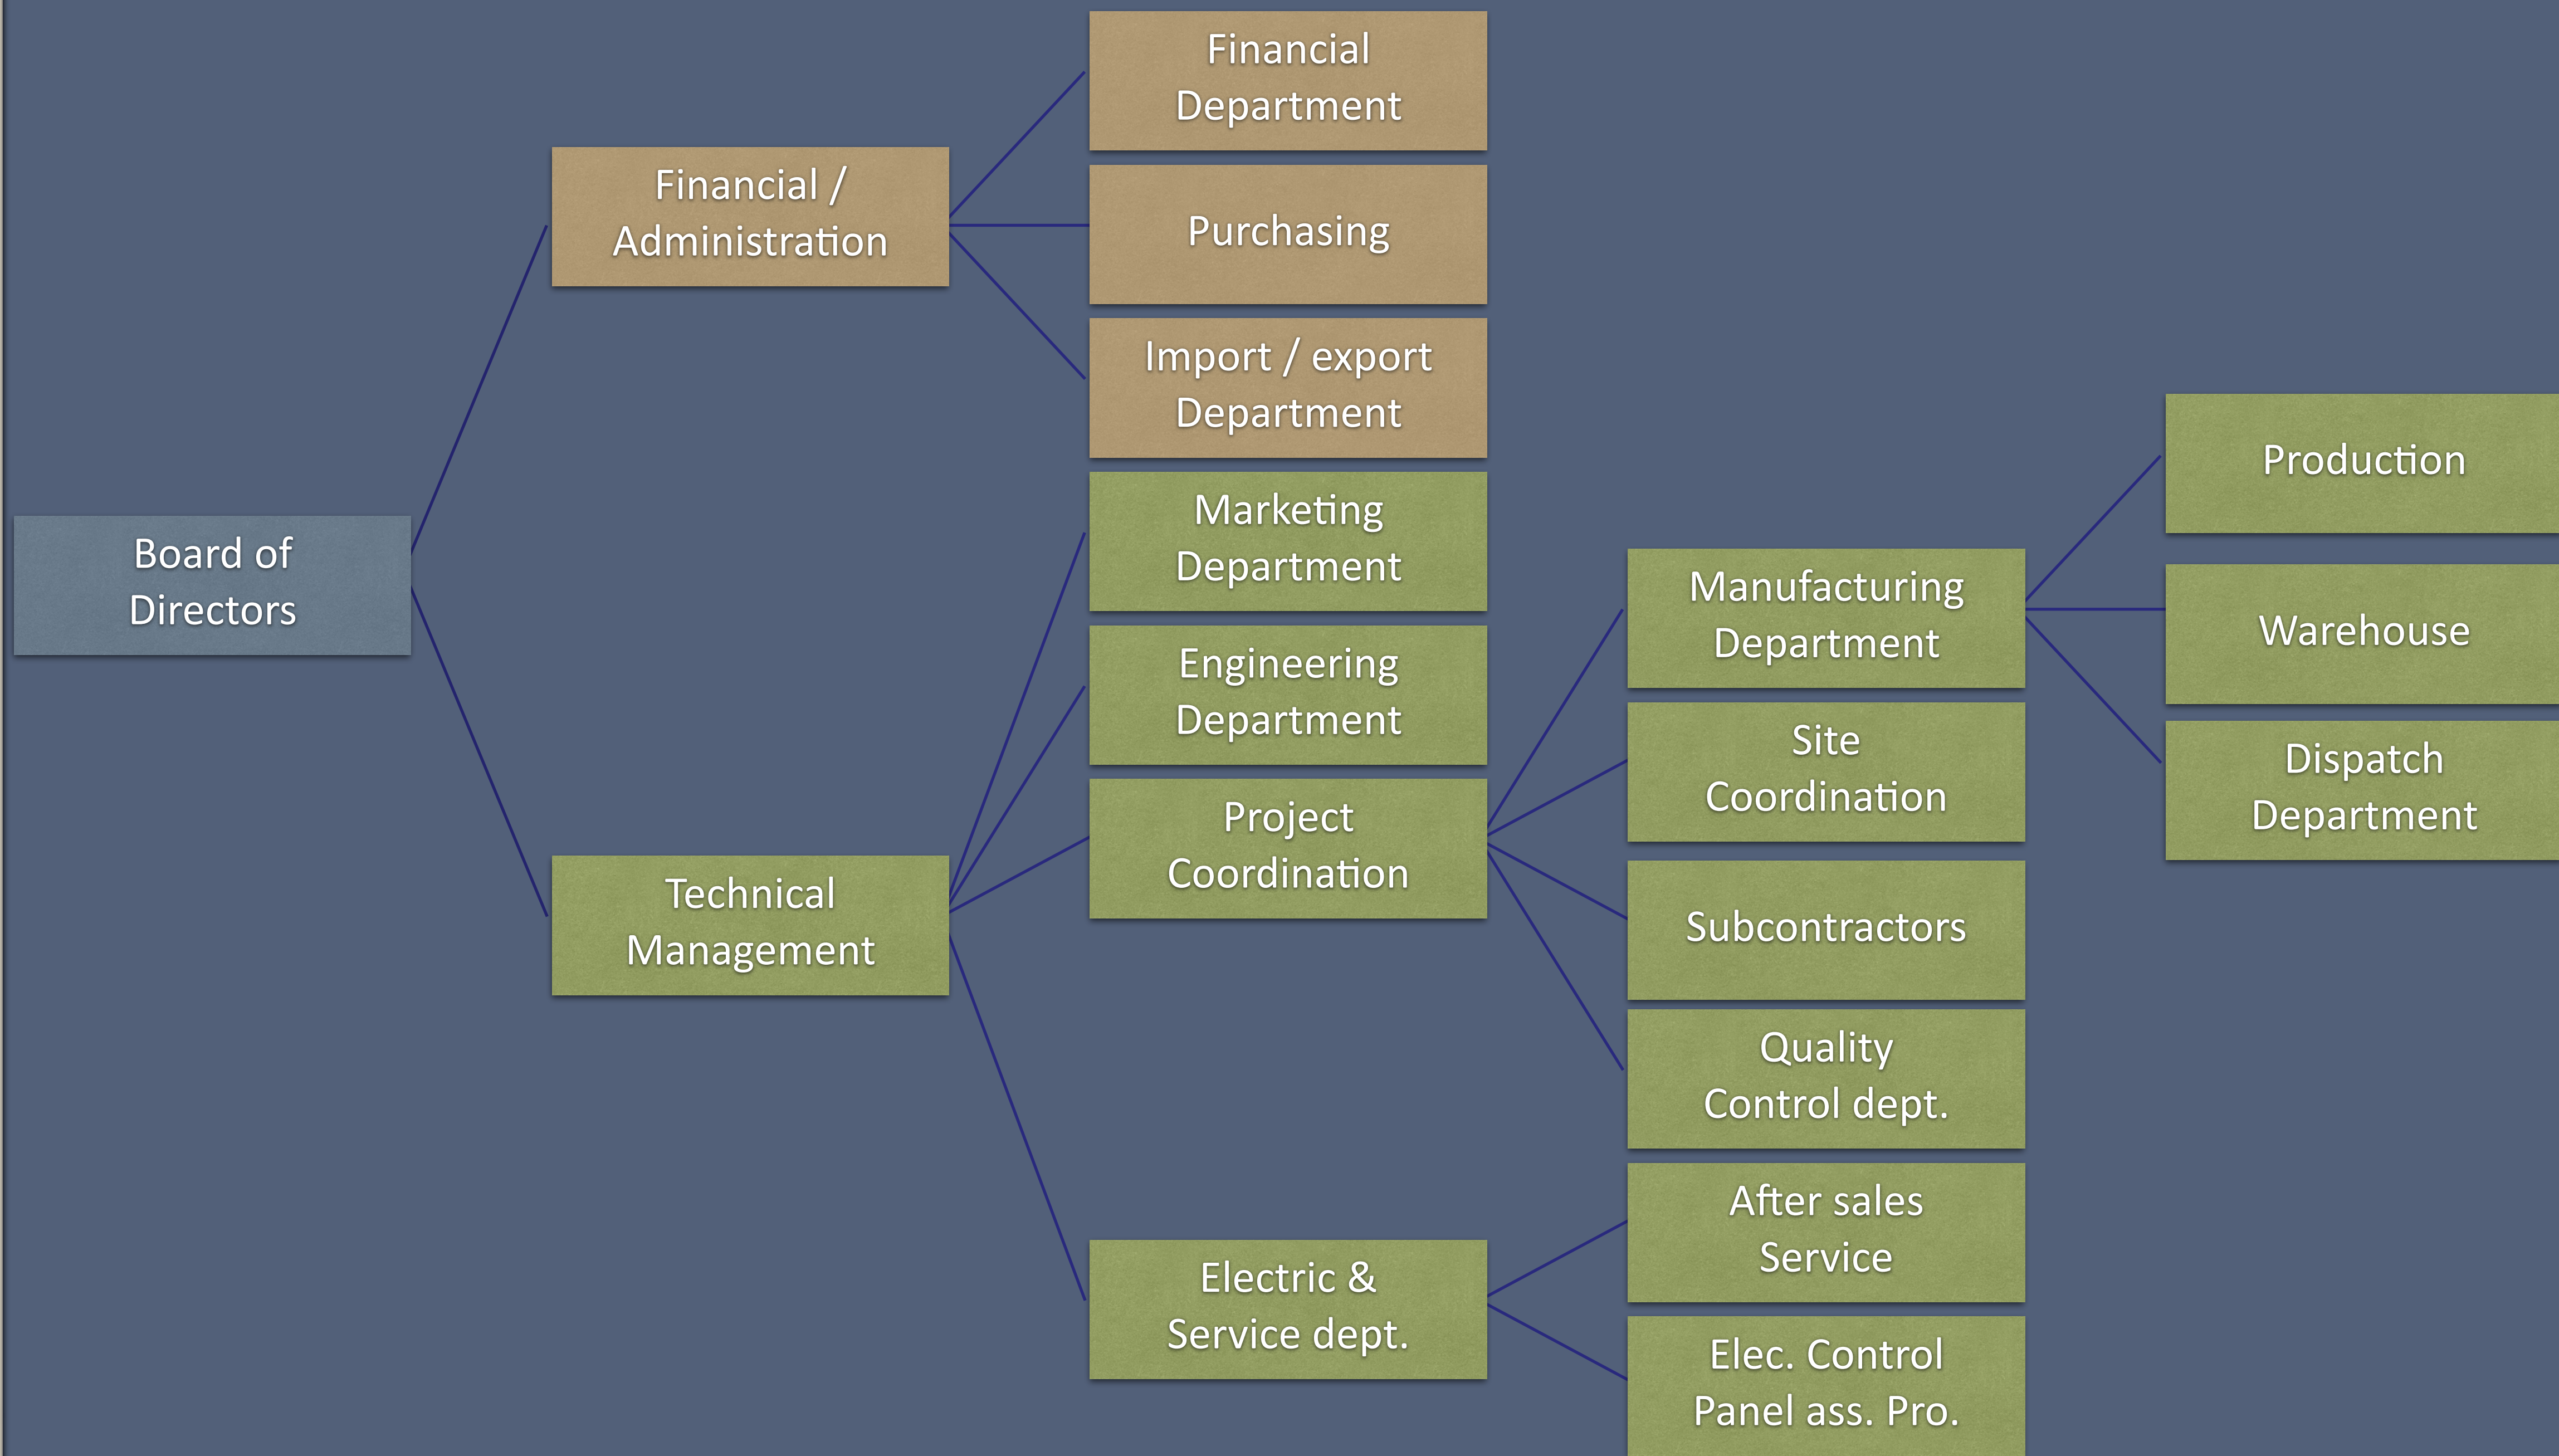 Board of
Directors
Financial /
Administration
Technical
Management
Financial
Department
Purchasing
Import / export
Department
Marketing
Department
Engineering
Department
Project
Coordination
Electric &
Service dept.
Manufacturing
Department
Site
Coordination
Subcontractors
Quality
Control dept.
After sales
Service
Elec. Control
Panel ass. Pro.
Production
Warehouse
Dispatch
Department